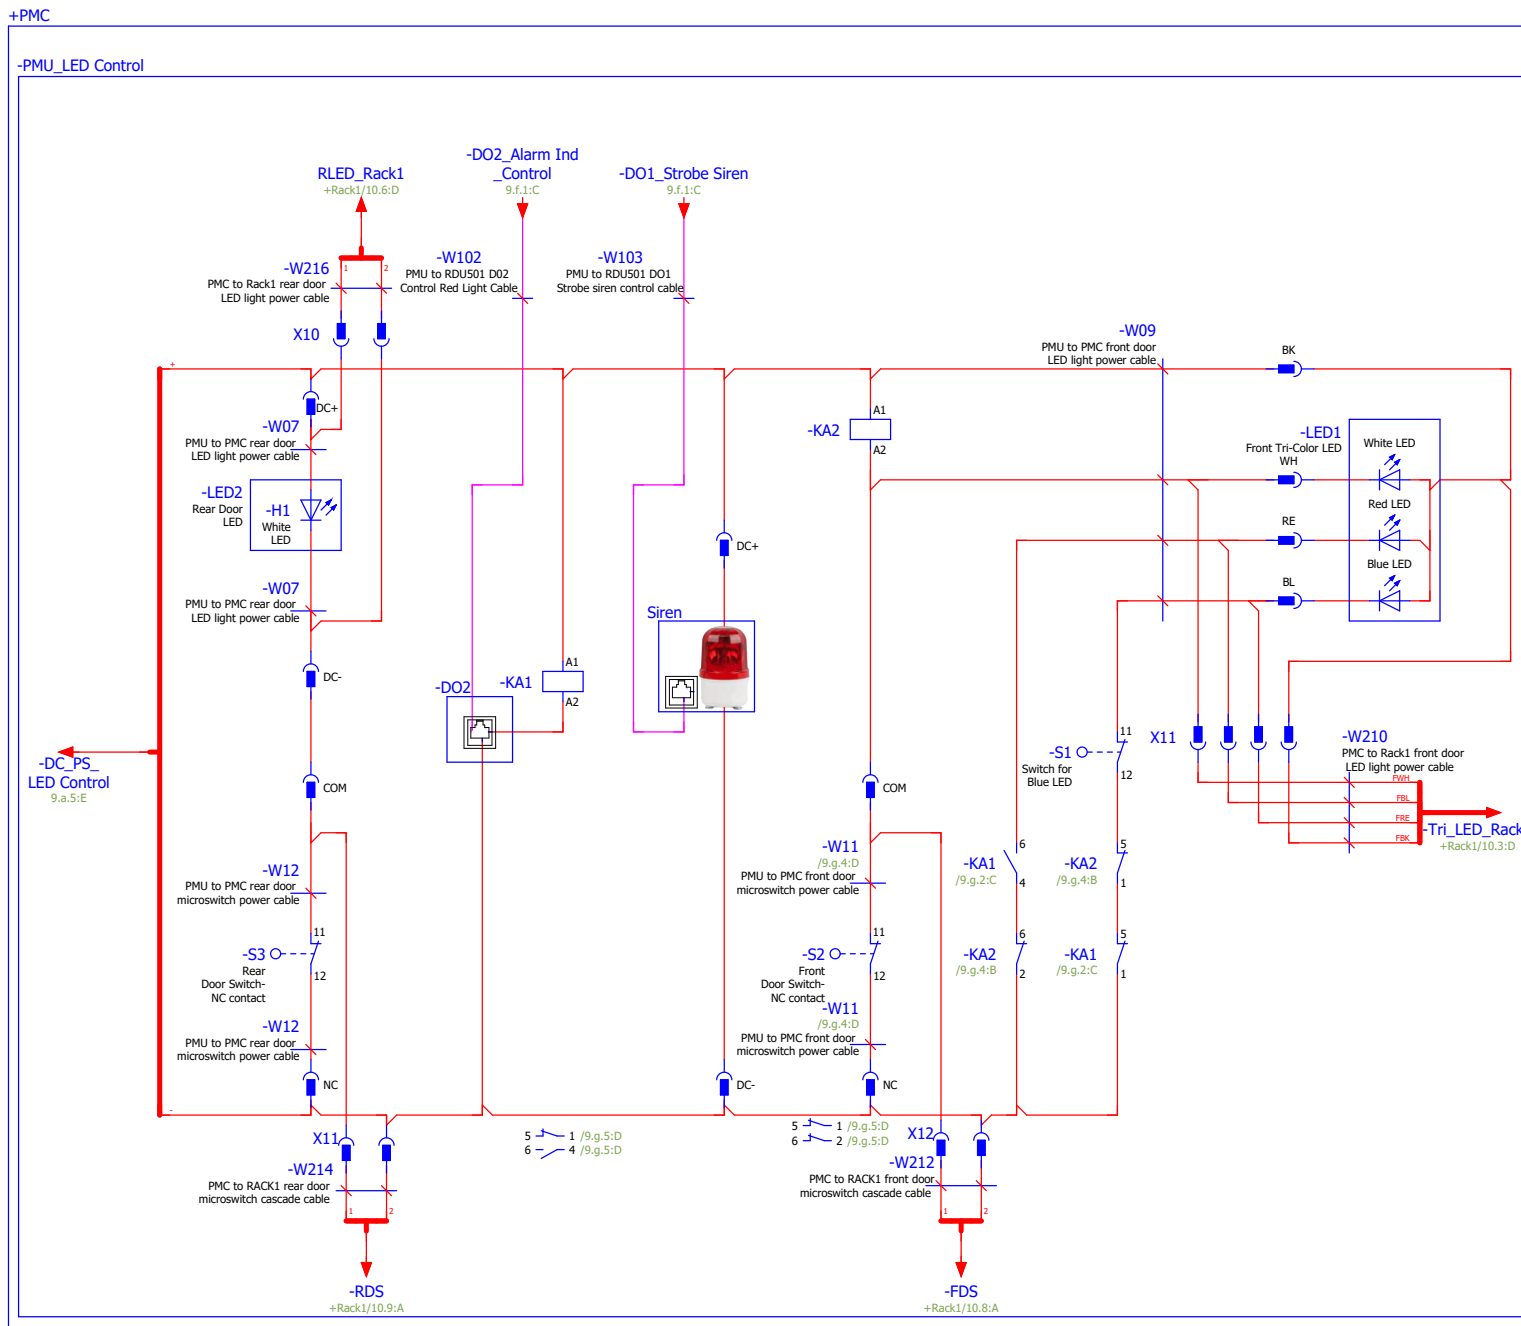 +PMC
-PMU_LED Control
RLED_Rack1
+Rack1/10.6:D
-DO2_Alarm Ind
_Control
9.f.1:C
-DO1_Strobe Siren
9.f.1:C
-W216
PMC to Rack1 rear door
LED light power cable
1
2
-W102
PMU to RDU501 D02
Control Red Light Cable
-W103
PMU to RDU501 DO1
Strobe siren control cable
X10
-W09
PMU to PMC front door
LED light power cable
BK
+
DC+
-W07
PMU to PMC rear door
LED light power cable
-KA2
A1
A2
-LED1
Front Tri-Color LED
WH
White LED
-LED2
Rear Door
LED
-H1
White
LED
RE
Red LED
DC+
BL
Blue LED
-W07
PMU to PMC rear door
LED light power cable
Siren
DC-
-DO2
-KA1
A1
A2
-DC_PS_
LED Control
9.a.5:E
COM
COM
-S1
Switch for
Blue LED
11
12
X11
-W210
PMC to Rack1 front door
LED light power cable
FWH
FBL
FRE
FBK
-Tri_LED_Rack
+Rack1/10.3:D
-W12
PMU to PMC rear door
microswitch power cable
-W11
/9.g.4:D
PMU to PMC front door
microswitch power cable
-KA1
/9.g.2:C
6
4
-KA2
/9.g.4:B
5
1
-S3
Rear
Door Switch-
NC contact
11
12
-S2
Front
Door Switch-
NC contact
11
12
-KA2
/9.g.4:B
6
2
-KA1
/9.g.2:C
5
1
-W12
PMU to PMC rear door
microswitch power cable
-W11
/9.g.4:D
PMU to PMC front door
microswitch power cable
NC
DC-
NC
-
X11
5 1 /9.g.5:D
6 4 /9.g.5:D
5 1 /9.g.5:D
6 2 /9.g.5:D
X12
-W214
PMC to RACK1 rear door
microswitch cascade cable
1
2
-W212
PMC to RACK1 front door
microswitch cascade cable
1
2
-RDS
+Rack1/10.9:A
-FDS
+Rack1/10.8:A